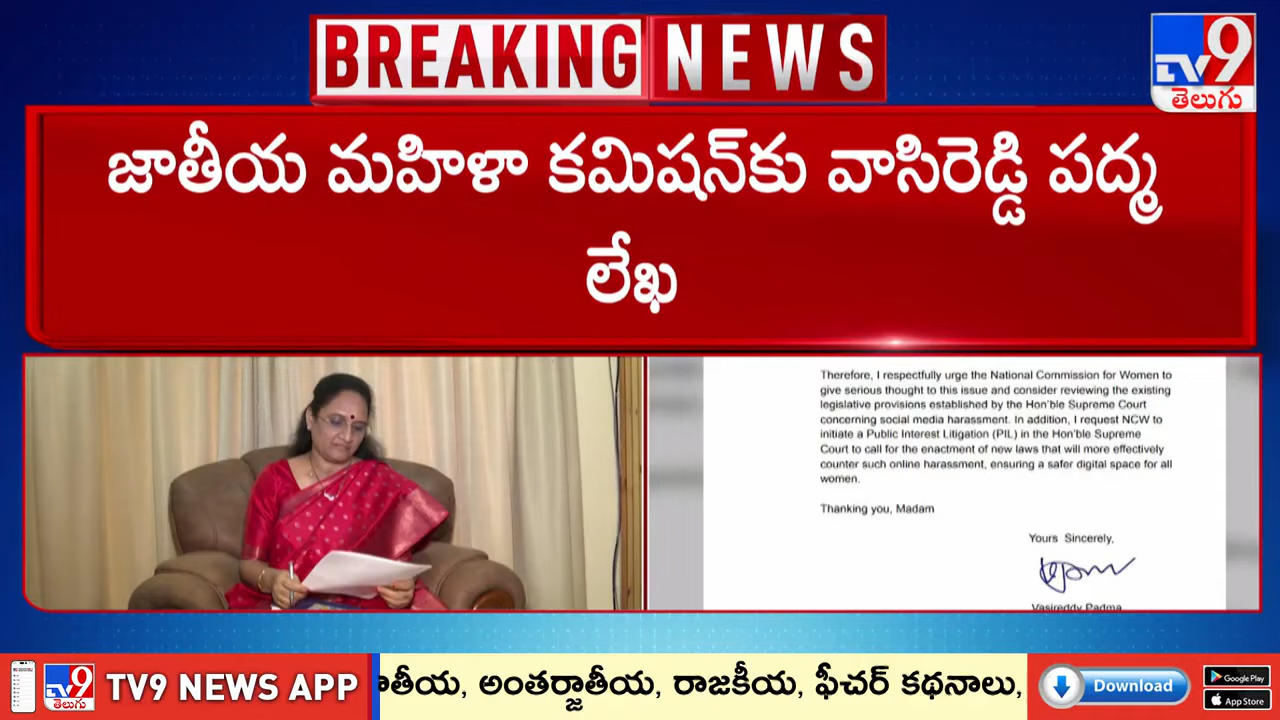 BREAKING NEWS
TV9
తెలుగు
జాతీయ మహిళా కమిషన్‌కు వాసిరెడ్డి పద్మ
లేఖ
Therefore, I respectfully urge the National Commission for Women to
give serious thought to this issue and consider reviewing the existing
legislative provisions established by the Hon'ble Supreme Court
concerning social media harassment. In addition, I request NCW to
initiate a Public Interest Litigation (PIL) in the Hon'ble Supreme
Court to call for the enactment of new laws that will more effectively
counter such online harassment, ensuring a safer digital space for all
women.
Thanking you, Madam
Yours Sincerely,
Vasireddy Padma
TV9
తెలుగు
TV9 NEWS APP
తీయ, అంతర్జాతీయ, రాజకీయ, ఫీచర్ కథనాలు,
Download
Google Play
App Store